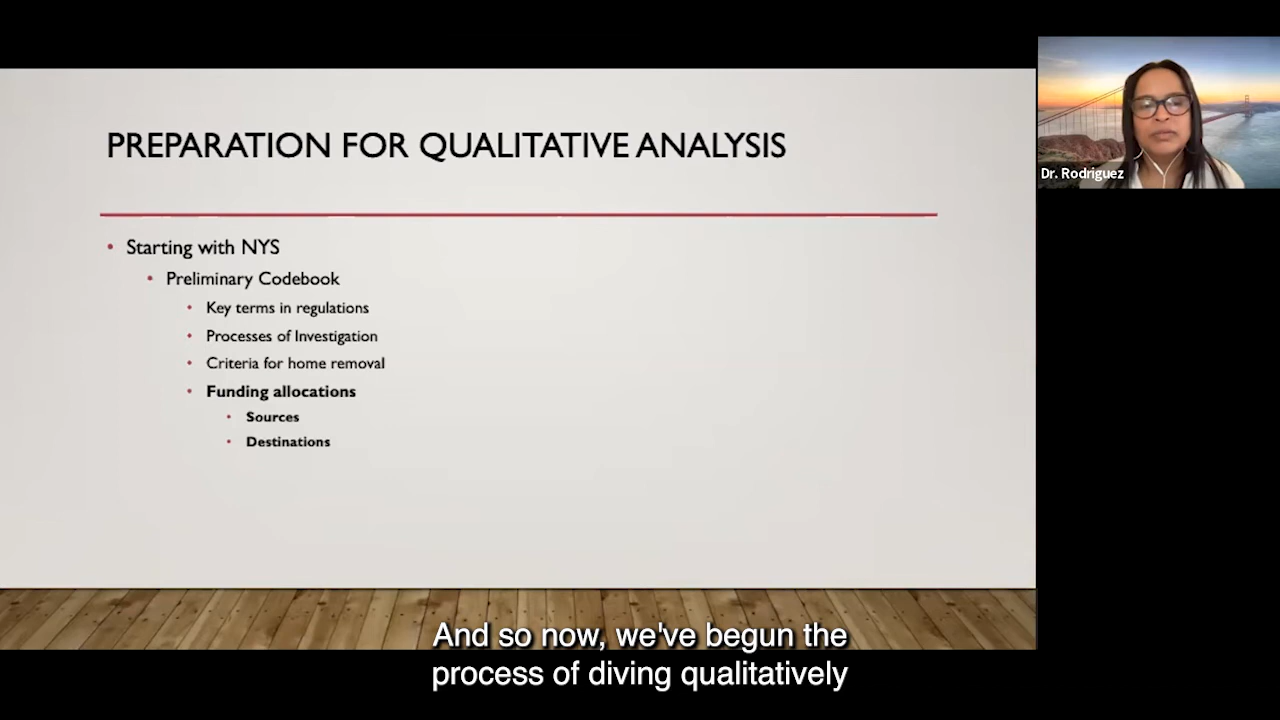 PREPARATION FOR QUALITATIVE ANALYSIS
Starting with NYS
Preliminary Codebook
Key terms in regulations
Processes of Investigation
Criteria for home removal
Funding allocations
Sources
Destinations
Dr. Rodriguez
And so now, we've begun the
process of diving qualitatively